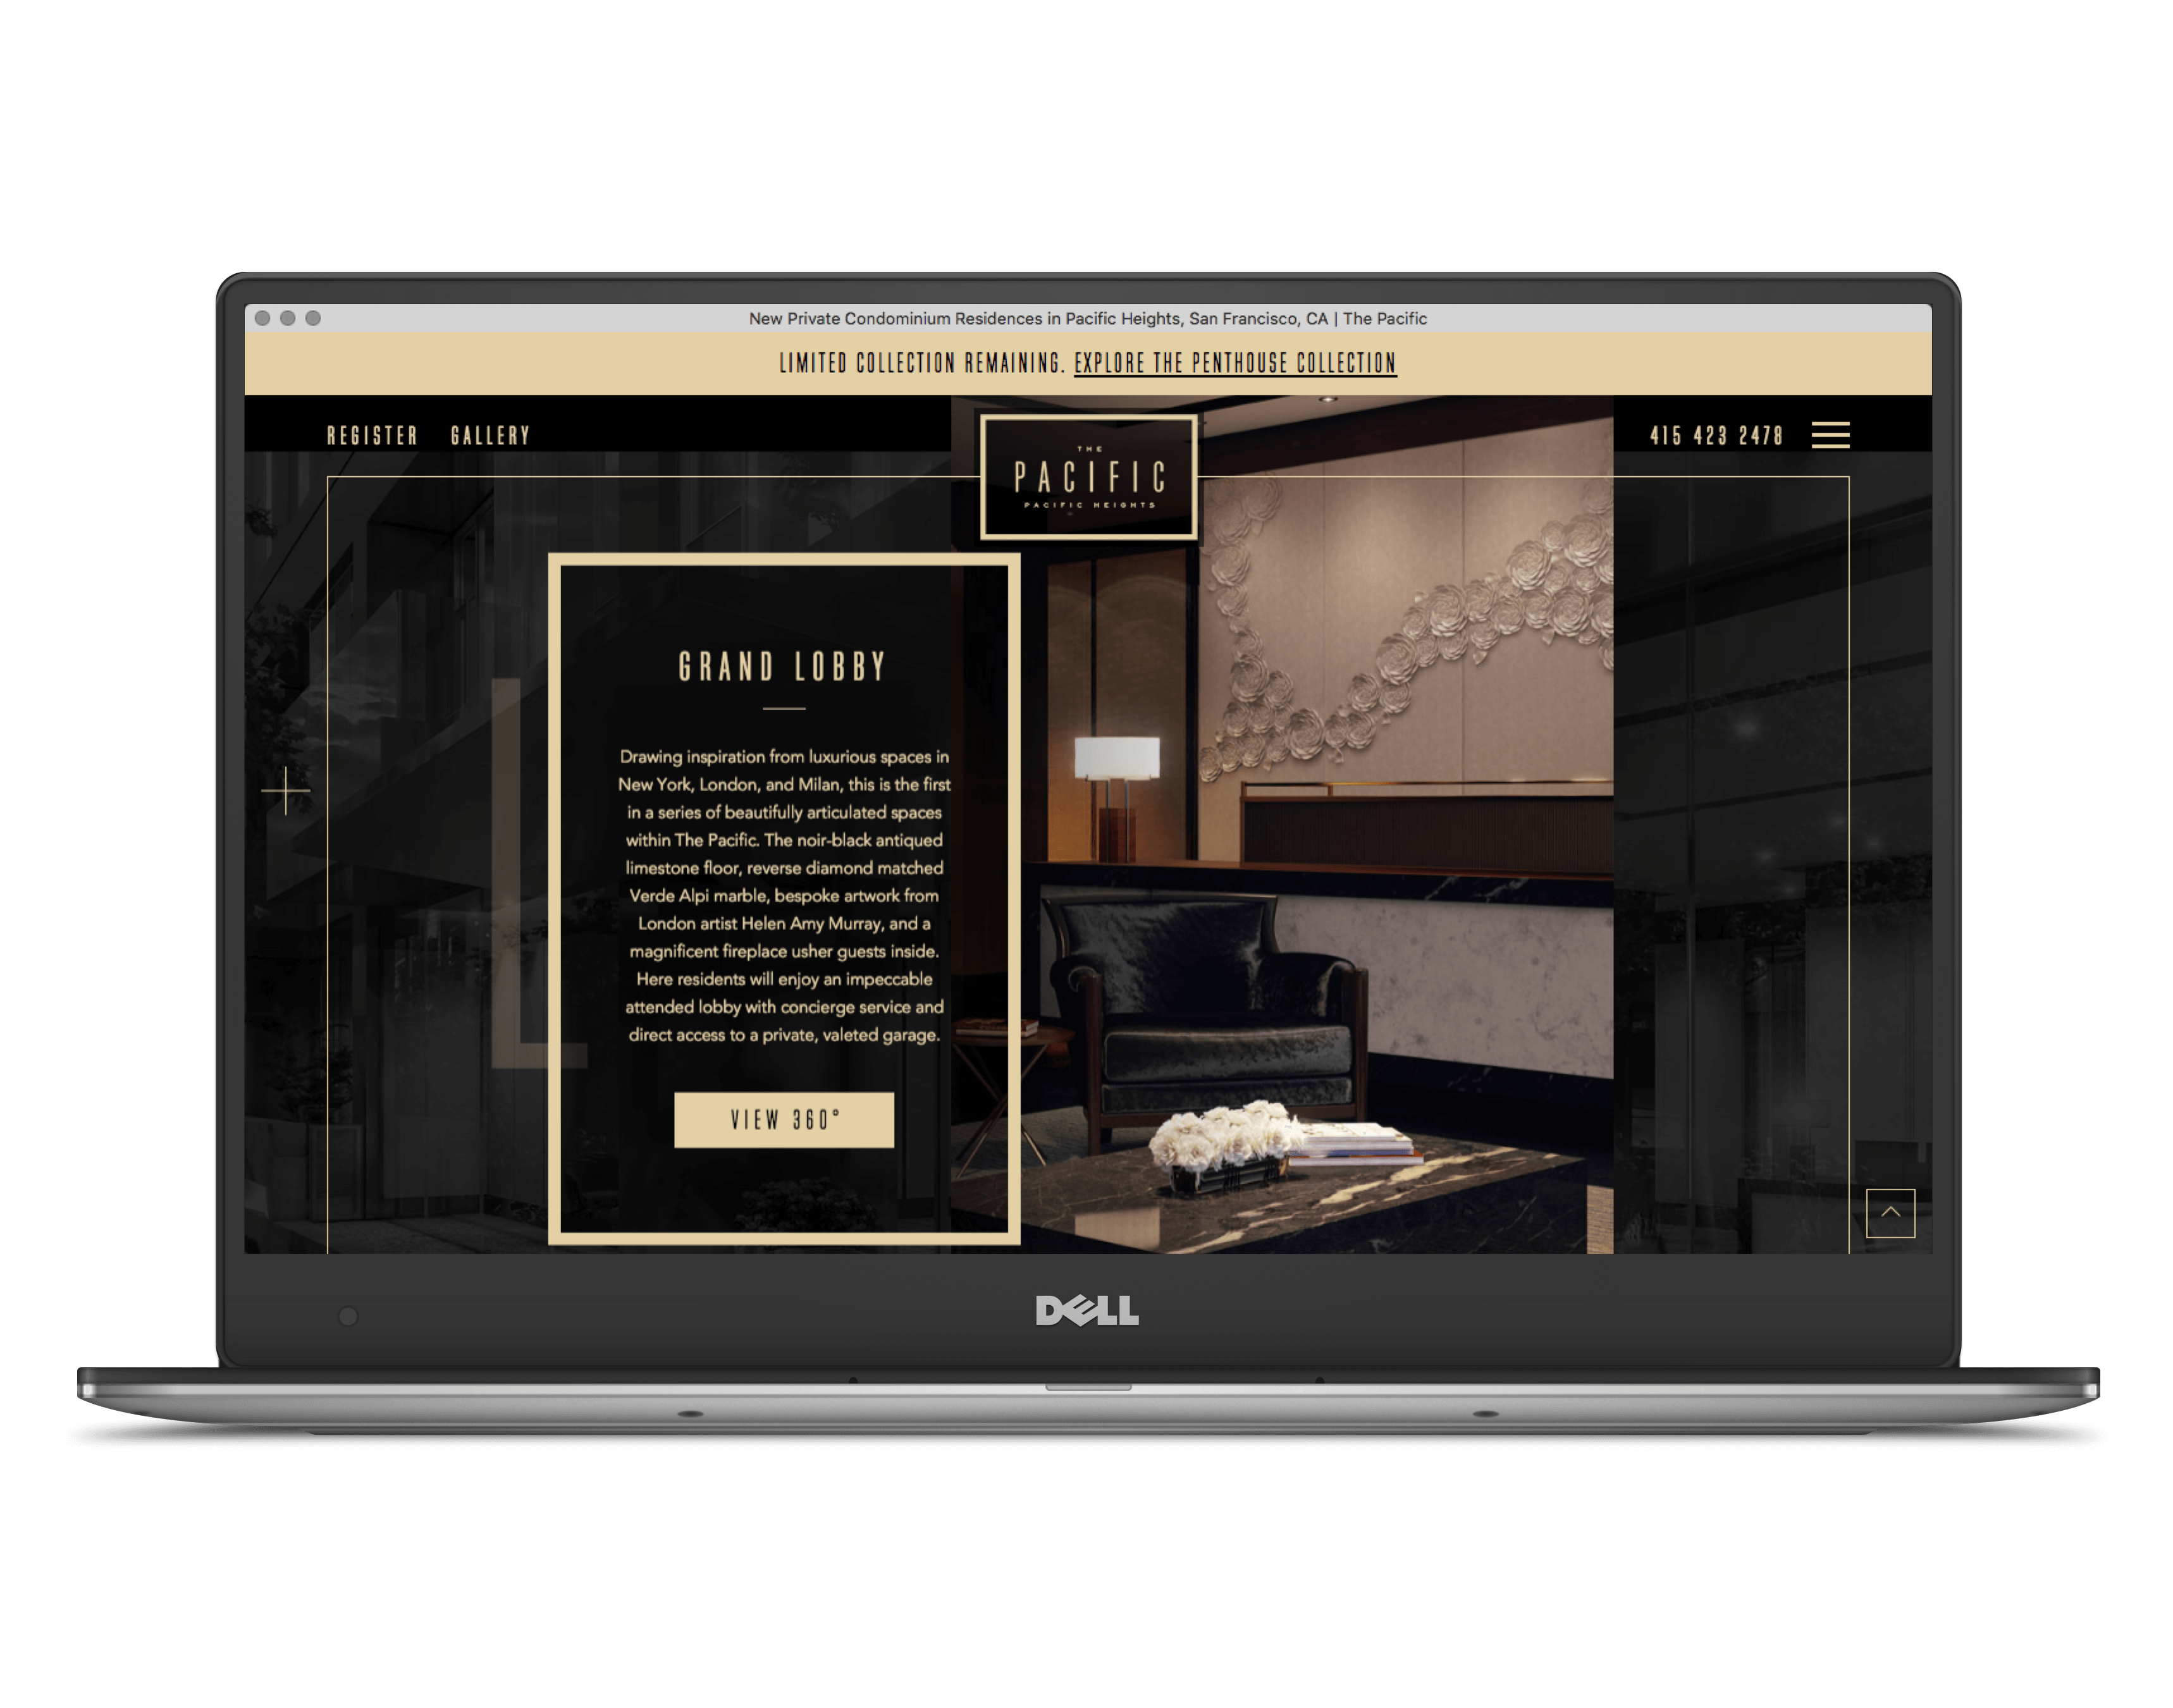 New Private Condominium Residences in Pacific Heights, San Francisco, CA | The Pacific
LIMITED COLLECTION REMAINING. EXPLORE THE PENTHOUSE COLLECTION
REGISTER GALLERY
415 423 2478
THE
PACIFIC
PACIFIC HEIGHTS
L
GRAND LOBBY
Drawing inspiration from luxurious spaces in
New York, London, and Milan, this is the first
in a series of beautifully articulated spaces
within The Pacific. The noir-black antiqued
limestone floor, reverse diamond matched
Verde Alpi marble, bespoke artwork from
London artist Helen Amy Murray, and a
magnificent fireplace usher guests inside.
Here residents will enjoy an impeccable
attended lobby with concierge service and
direct access to a private, valeted garage.
VIEW 360°
DELL